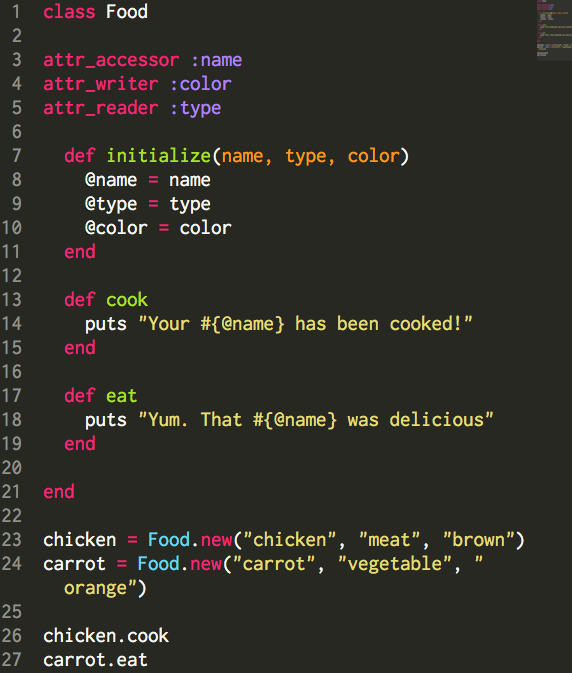 1 class Food
2
3 attr_accessor :name
4 attr_writer :color
5 attr_reader :type
6
7   def initialize(name, type, color)
8     @name = name
9     @type = type
10     @color = color
11   end
12
13   def cook
14     puts "Your #{@name} has been cooked!"
15   end
16
17   def eat
18     puts "Yum. That #{@name} was delicious"
19   end
20
21 end
22
23 chicken = Food.new("chicken", "meat", "brown")
24 carrot = Food.new("carrot", "vegetable", "
  orange")
25
26 chicken.cook
27 carrot.eat